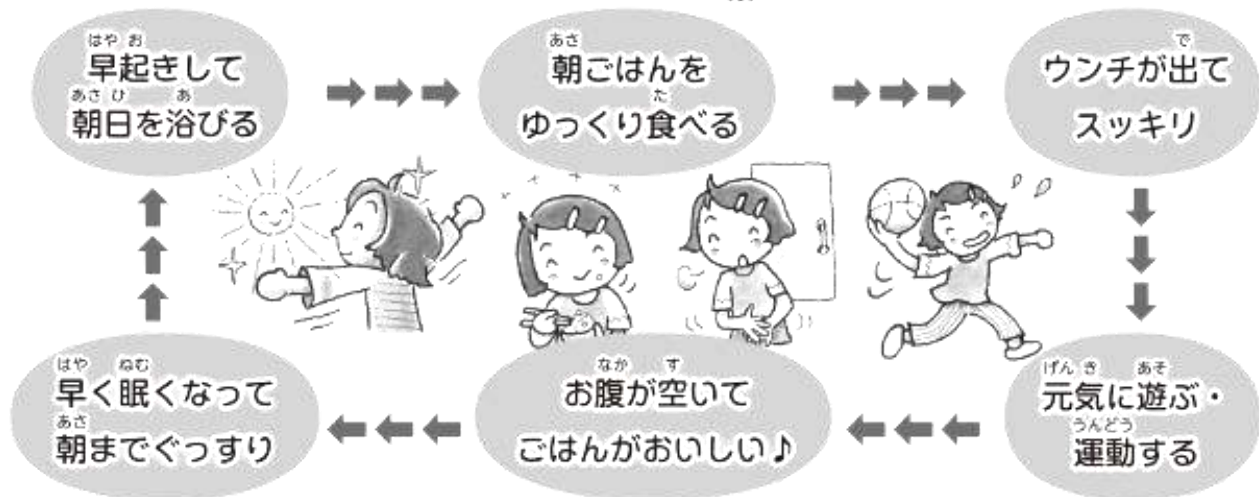 はや お
早起きして
あさ ひ あ
朝日を浴びる
あさ
朝ごはんを
た
ゆっくり食べる
で
ウンチが出て
スッキリ
げん き あそ
元気に遊ぶ・
うんどう
運動する
なか す
お腹が空いて
ごはんがおいしい♪
はや ねむ
早く眠くなって
あさ
朝までぐっすり